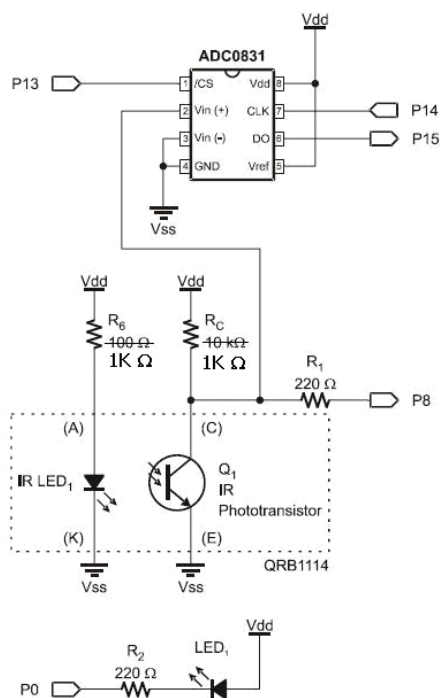 Vdd
ADC0831
P13
1 /CS Vdd 8
2 Vin (+) CLK 7
P14
3 Vin (-) DO 6
P15
4 GND Vref 5
Vss
Vdd
Vdd
R6
100 Ω
1K Ω
RC
10 kΩ
1K Ω
R1
220 Ω
P8
(A)
(C)
IR LED1
Q1
IR
Phototransistor
(K)
(E)
QRB1114
Vss
Vss
Vdd
LED1
R2
220 Ω
P0